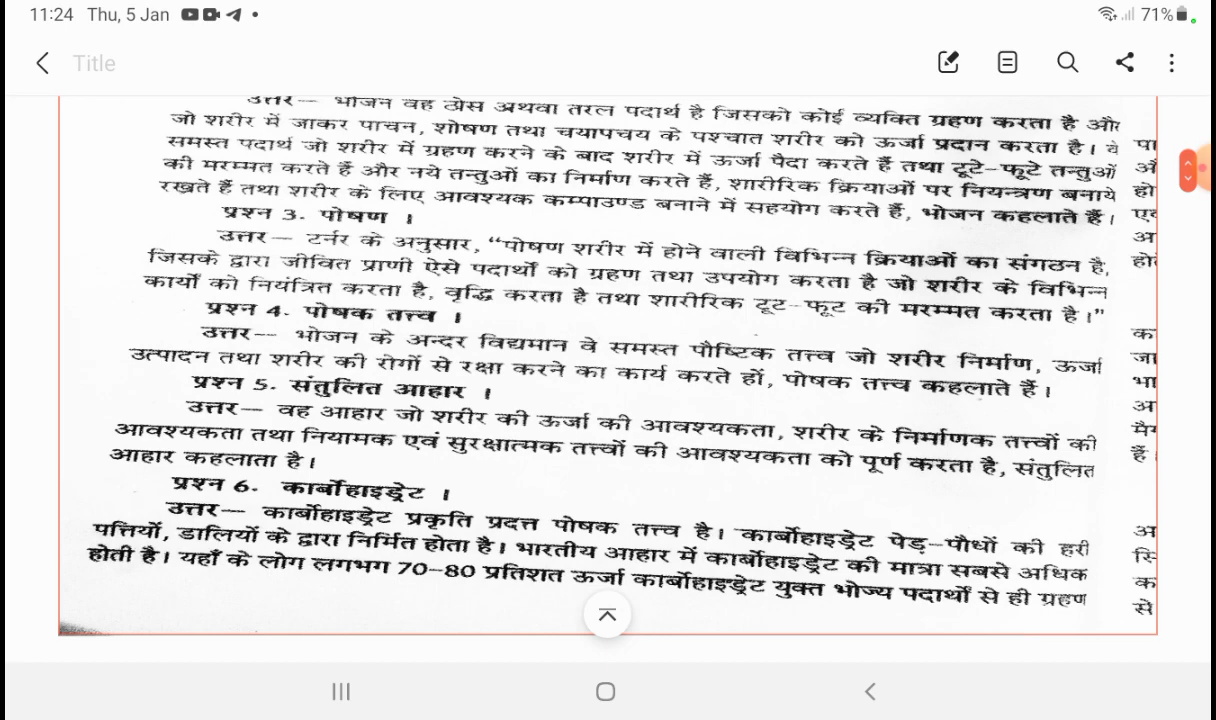 11:24 Thu, 5 Jan
71%
Title
उत्तर— भोजन वह ठोस अथवा तरल पदार्थ है जिसको कोई व्यक्ति ग्रहण करता है और
जो शरीर में जाकर पाचन, शोषण तथा चयापचय के पश्चात शरीर को ऊर्जा प्रदान करता है। ये
समस्त पदार्थ जो शरीर में ग्रहण करने के बाद शरीर में ऊर्जा पैदा करते हैं तथा टूटे-फूटे तन्तुओं
की मरम्मत करते हैं और नये तन्तुओं का निर्माण करते हैं, शारीरिक क्रियाओं पर नियन्त्रण बनाये
रखते हैं तथा शरीर के लिए आवश्यक कम्पाउण्ड बनाने में सहयोग करते हैं, भोजन कहलाते हैं।
प्रश्न 3. पोषण ।
उत्तर— टर्नर के अनुसार, “पोषण शरीर में होने वाली विभिन्न क्रियाओं का संगठन है,
जिसके द्वारा जीवित प्राणी ऐसे पदार्थों को ग्रहण तथा उपयोग करता है जो शरीर के विभिन्न
कार्यों को नियंत्रित करता है, वृद्धि करता है तथा शारीरिक टूट-फूट की मरम्मत करता है।”
प्रश्न 4. पोषक तत्त्व ।
उत्तर— भोजन के अन्दर विद्यमान वे समस्त पौष्टिक तत्त्व जो शरीर निर्माण, ऊर्जा
उत्पादन तथा शरीर की रोगों से रक्षा करने का कार्य करते हों, पोषक तत्त्व कहलाते हैं।
प्रश्न 5. संतुलित आहार ।
उत्तर— वह आहार जो शरीर की ऊर्जा की आवश्यकता, शरीर के निर्माणक तत्त्वों की
आवश्यकता तथा नियामक एवं सुरक्षात्मक तत्त्वों की आवश्यकता को पूर्ण करता है, संतुलित
आहार कहलाता है।
प्रश्न 6. कार्बोहाइड्रेट ।
उत्तर— कार्बोहाइड्रेट प्रकृति प्रदत्त पोषक तत्त्व है। कार्बोहाइड्रेट पेड़-पौधों की हरी
पत्तियों, डालियों के द्वारा निर्मित होता है। भारतीय आहार में कार्बोहाइड्रेट की मात्रा सबसे अधिक
होती है। यहाँ के लोग लगभग 70-80 प्रतिशत ऊर्जा कार्बोहाइड्रेट युक्त भोज्य पदार्थों से ही ग्रहण